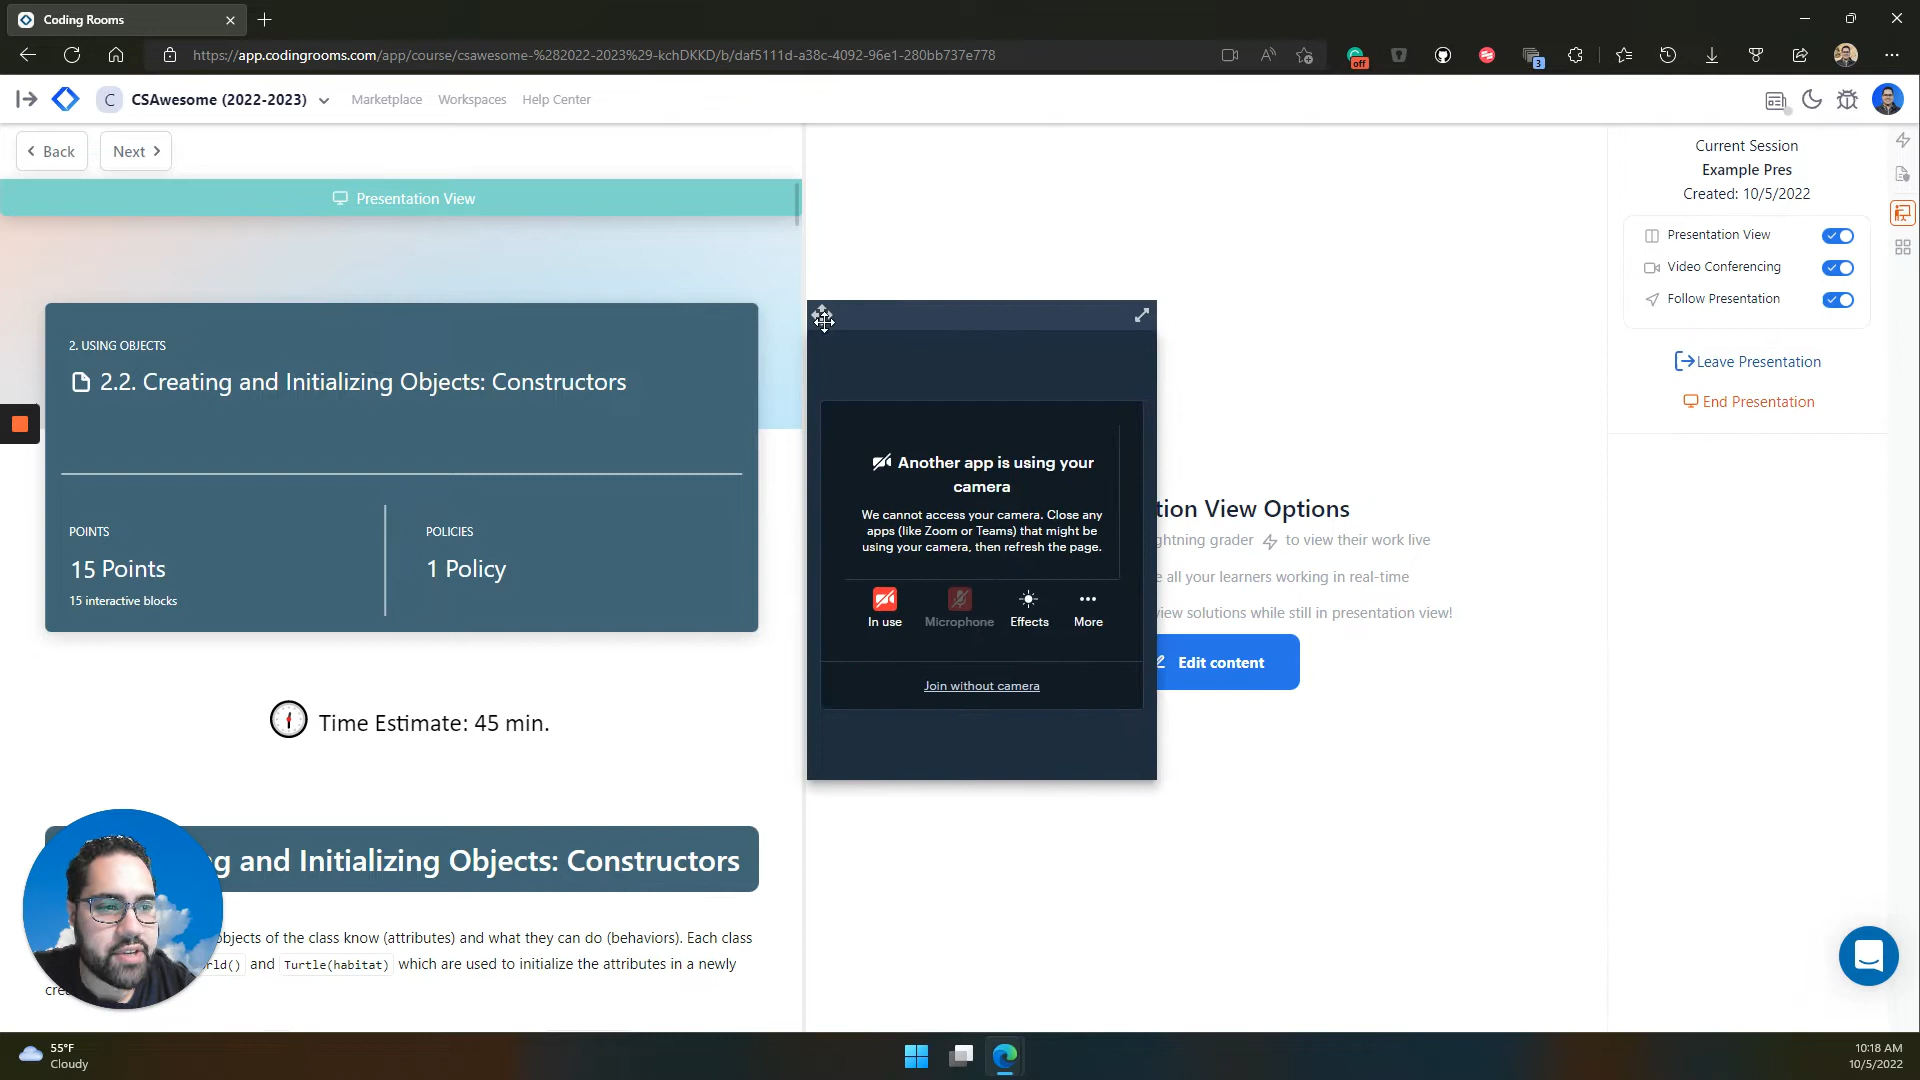 Coding Rooms
https://app.codingrooms.com/app/course/csawesome-%282022-2023%29-kchDKKD/b/daf5111d-a38c-4092-96e1-280bb737e778
off
3
C CSAwesome (2022-2023) Marketplace Workspaces Help Center
Back Next
Presentation View
2. USING OBJECTS
2.2. Creating and Initializing Objects: Constructors
POINTS
15 Points
15 interactive blocks
POLICIES
1 Policy
Time Estimate: 45 min.
g and Initializing Objects: Constructors
objects of the class know (attributes) and what they can do (behaviors). Each class
rld() and Turtle(habitat) which are used to initialize the attributes in a newly
cre
Another app is using your
camera
We cannot access your camera. Close any
apps (like Zoom or Teams) that might be
using your camera, then refresh the page.
In use Microphone Effects More
Join without camera
tion View Options
ghtning grader to view their work live
e all your learners working in real-time
view solutions while still in presentation view!
Edit content
Current Session
Example Pres
Created: 10/5/2022
Presentation View
Video Conferencing
Follow Presentation
Leave Presentation
End Presentation
55°F
Cloudy
10:18 AM
10/5/2022